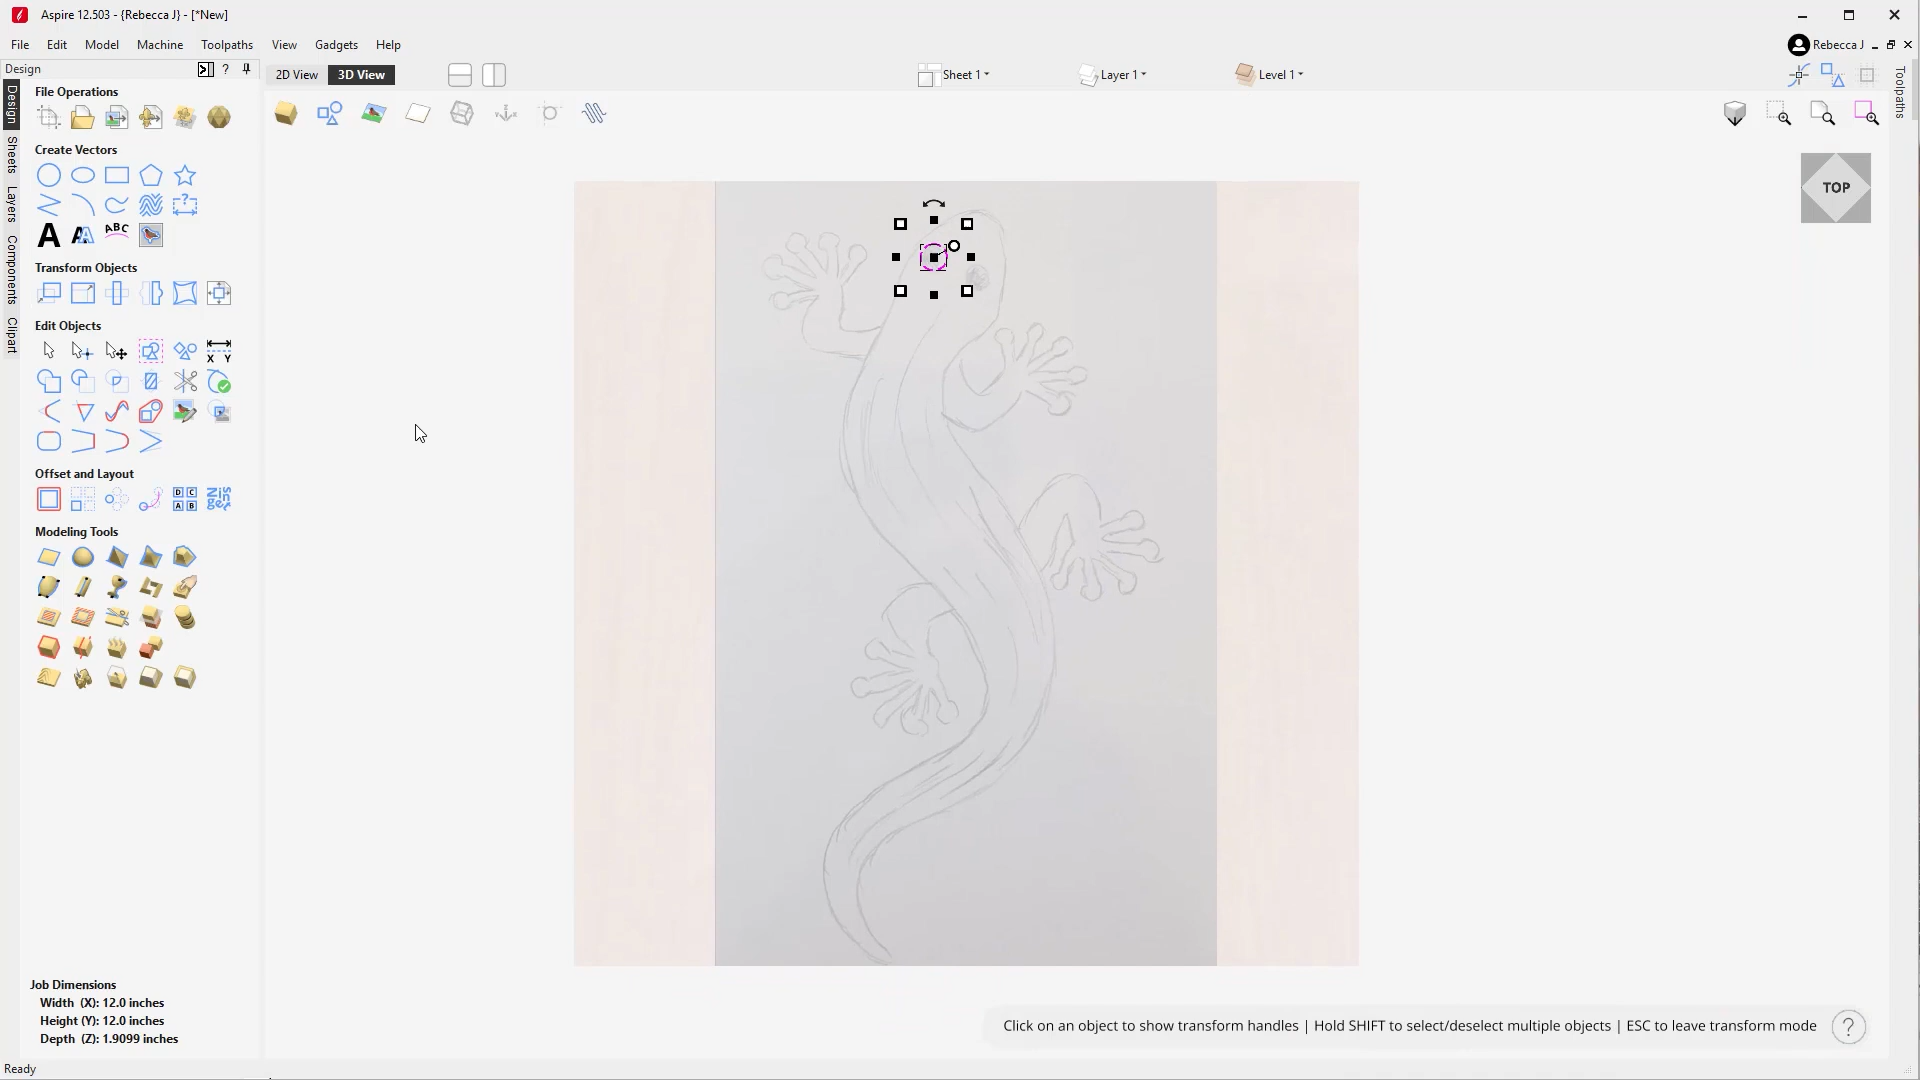 Aspire 12.503 - {Rebecca J} - [*New]
File Edit Model Machine Toolpaths View Gadgets Help
Rebecca J
Design
?
2D View 3D View
Sheet 1
Layer 1
Level 1
Design
Sheets
Layers
Components
Clipart
Toolpaths
File Operations
Create Vectors
A
ABC
Transform Objects
Edit Objects
X Y
Offset and Layout
D C
A B
Modeling Tools
TOP
Job Dimensions
Width (X): 12.0 inches
Height (Y): 12.0 inches
Depth (Z): 1.9099 inches
Click on an object to show transform handles | Hold SHIFT to select/deselect multiple objects | ESC to leave transform mode
?
Ready